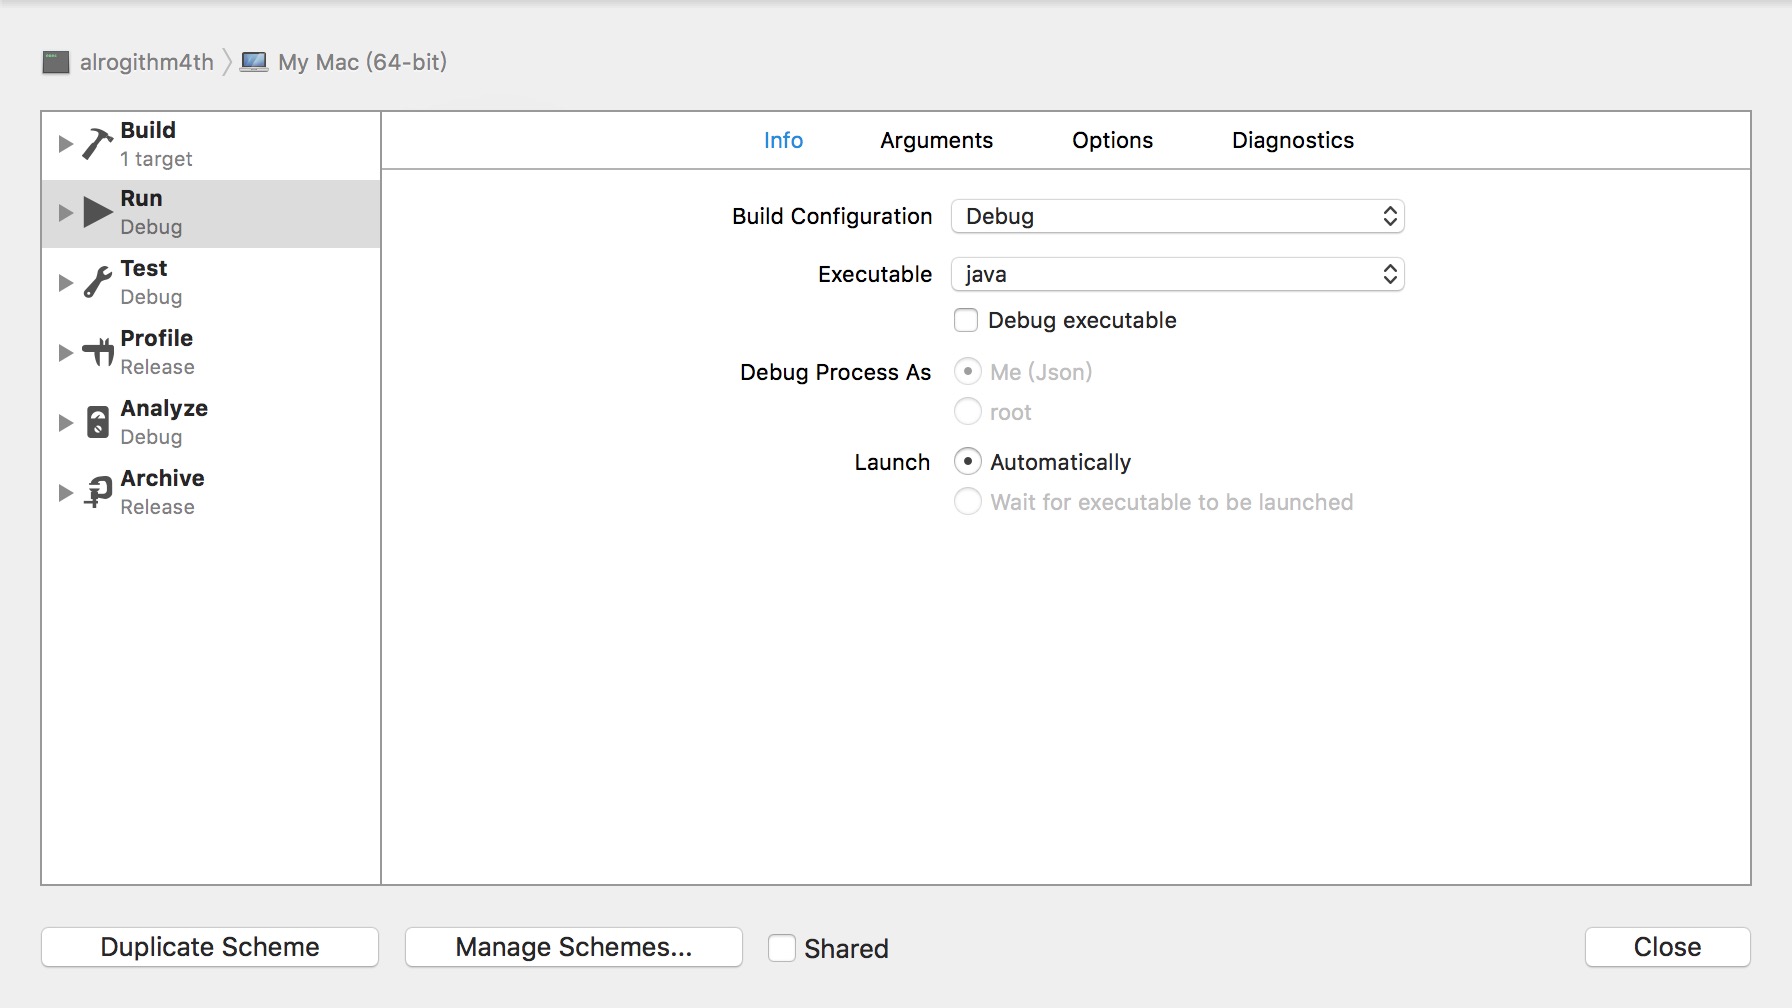 alrogithm4th
My Mac (64-bit)
Build
1 target
Run
Debug
Test
Debug
Profile
Release
Analyze
Debug
Archive
Release
Info Arguments Options Diagnostics
Build Configuration Debug
Executable java
Debug executable
Debug Process As Me (Json)
root
Launch Automatically
Wait for executable to be launched
Duplicate Scheme Manage Schemes... Shared Close